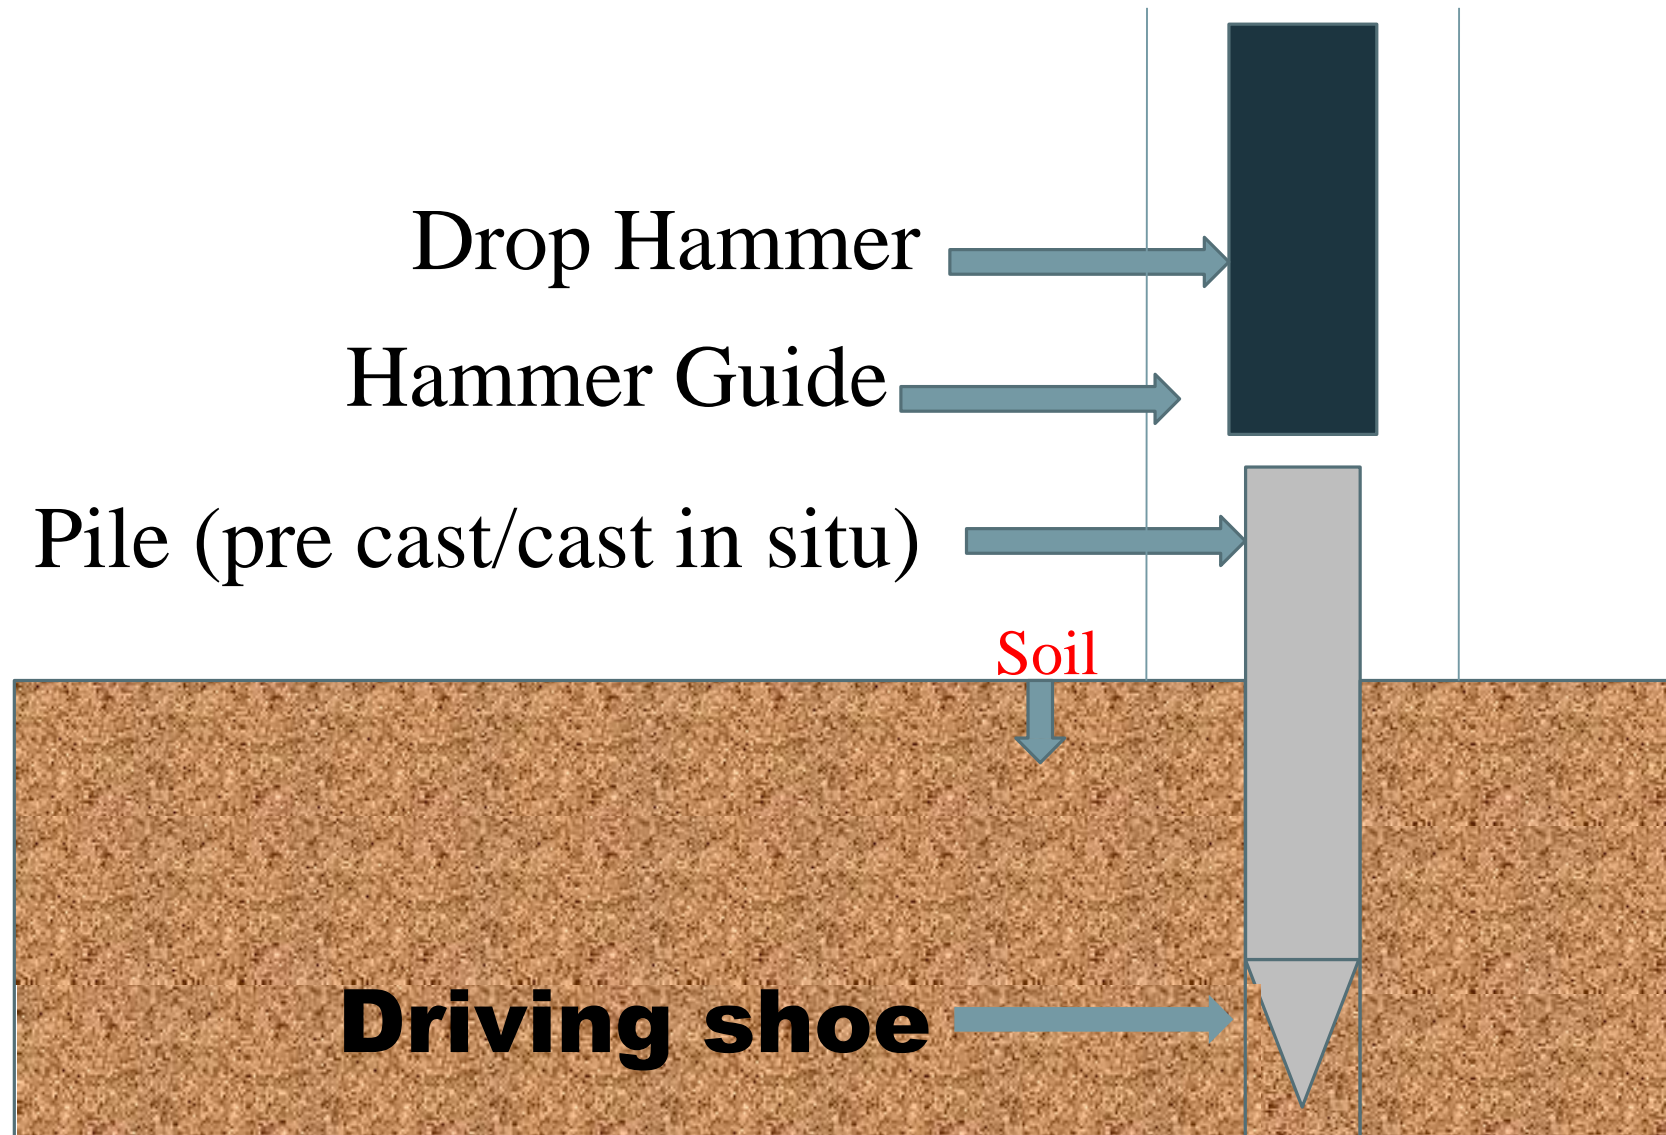 Drop Hammer
Hammer Guide
Pile (pre cast/cast in situ)
Soil
Driving shoe